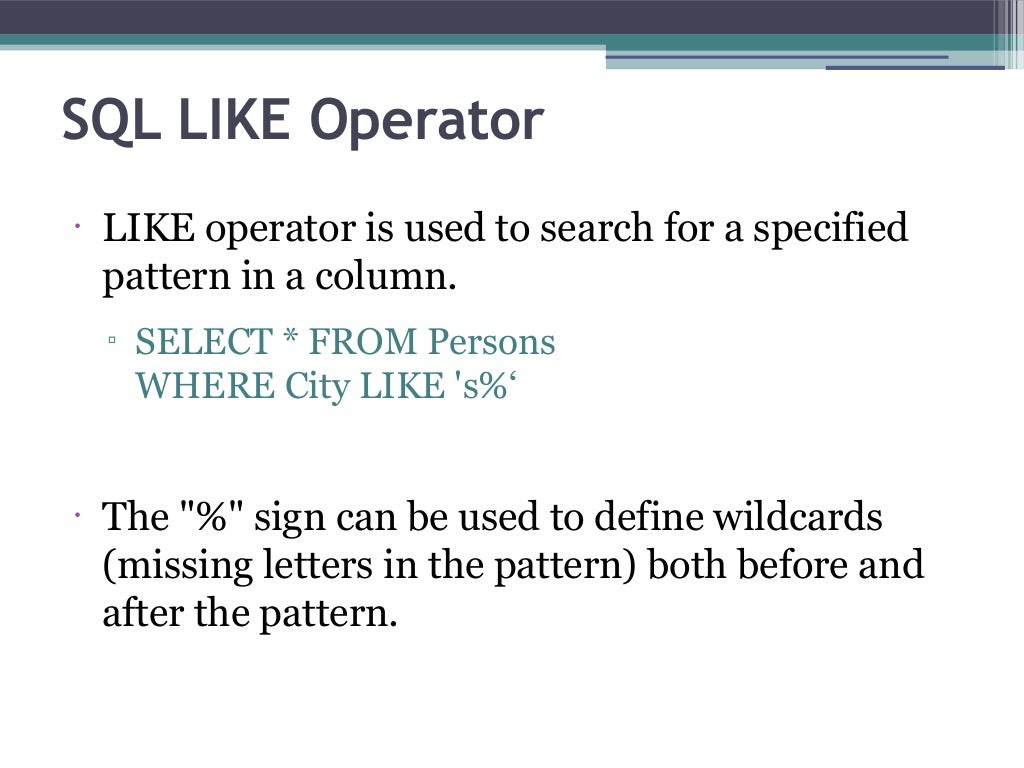 SQL LIKE Operator
LIKE operator is used to search for a specified
pattern in a column.
SELECT * FROM Persons
WHERE City LIKE 's%‘
The "%" sign can be used to define wildcards
(missing letters in the pattern) both before and
after the pattern.